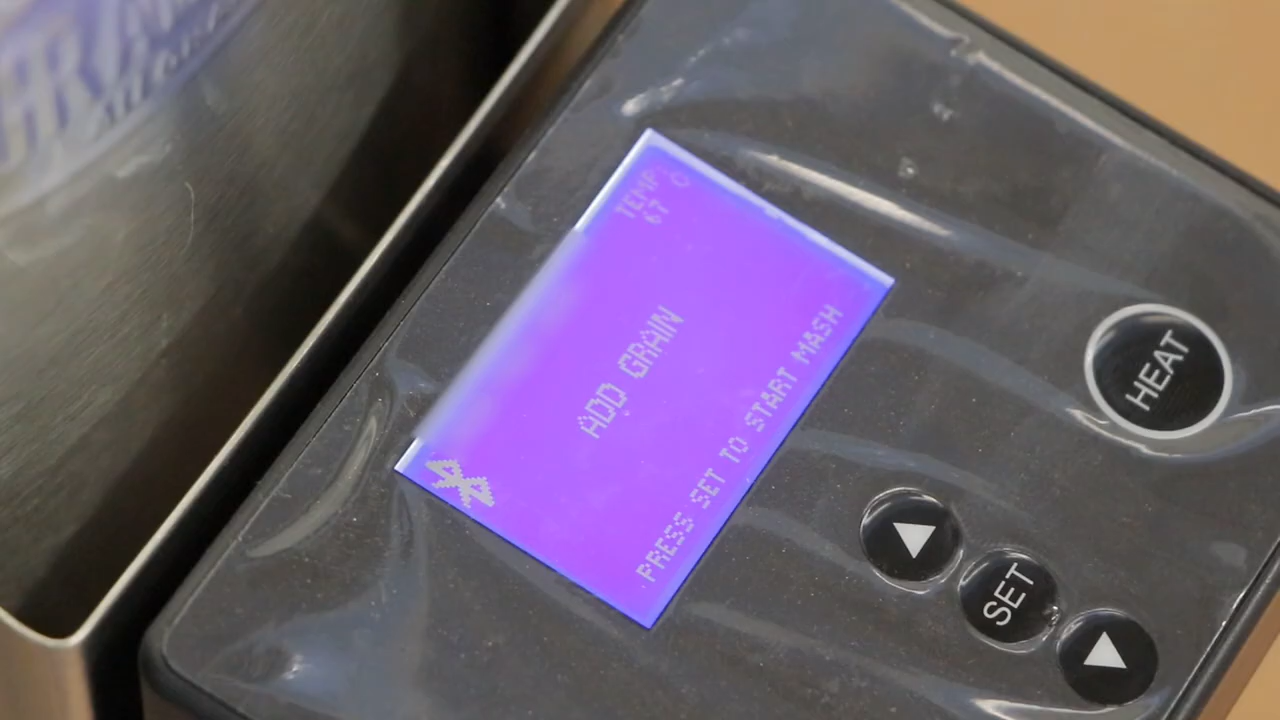 TEMP:
67
ADD GRAIN
PRESS SET TO START MASH
HEAT
SET